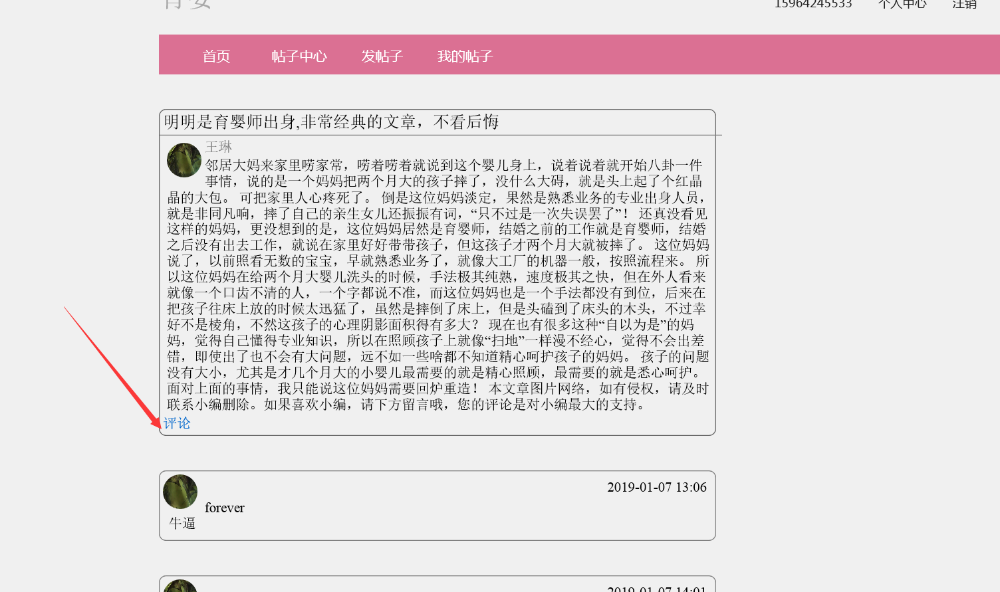 育婴
15964245533 个人中心 注销
首页 帖子中心 发帖子 我的帖子
明明是育婴师出身,非常经典的文章，不看后悔
王琳
邻居大妈来家里唠家常，唠着唠着就说到这个婴儿身上，说着说着就开始八卦一件
事情，说的是一个妈妈把两个月大的孩子摔了，没什么大碍，就是头上起了个红晶
晶的大包。 可把家里人心疼死了。 倒是这位妈妈淡定，果然是熟悉业务的专业出身人员，
就是非同凡响，摔了自己的亲生女儿还振振有词，“只不过是一次失误罢了”！ 还真没看见
这样的妈妈，更没想到的是，这位妈妈居然是育婴师，结婚之前的工作就是育婴师，结婚
之后没有出去工作，就说在家里好好带带孩子，但这孩子才两个月大就被摔了。 这位妈妈
说了，以前照看无数的宝宝，早就熟悉业务了，就像大工厂的机器一般，按照流程来。 所
以这位妈妈在给两个月大婴儿洗头的时候，手法极其纯熟，速度极其之快，但在外人看来
就像一个口齿不清的人，一个字都说不准，而这位妈妈也是一个手法都没有到位，后来在
把孩子往床上放的时候太迅猛了，虽然是摔倒了床上，但是头磕到了床头的木头，不过幸
好不是棱角，不然这孩子的心理阴影面积得有多大？ 现在也有很多这种“自以为是”的妈
妈，觉得自己懂得专业知识，所以在照顾孩子上就像“扫地”一样漫不经心，觉得不会出差
错，即使出了也不会有大问题，远不如一些啥都不知道精心呵护孩子的妈妈。 孩子的问题
没有大小，尤其是才几个月大的小婴儿最需要的就是精心照顾，最需要的就是悉心呵护。
面对上面的事情，我只能说这位妈妈需要回炉重造！ 本文章图片网络，如有侵权，请及时
联系小编删除。如果喜欢小编，请下方留言哦，您的评论是对小编最大的支持。
评论
2019-01-07 13:06
forever
牛逼
2019-01-07 14:01